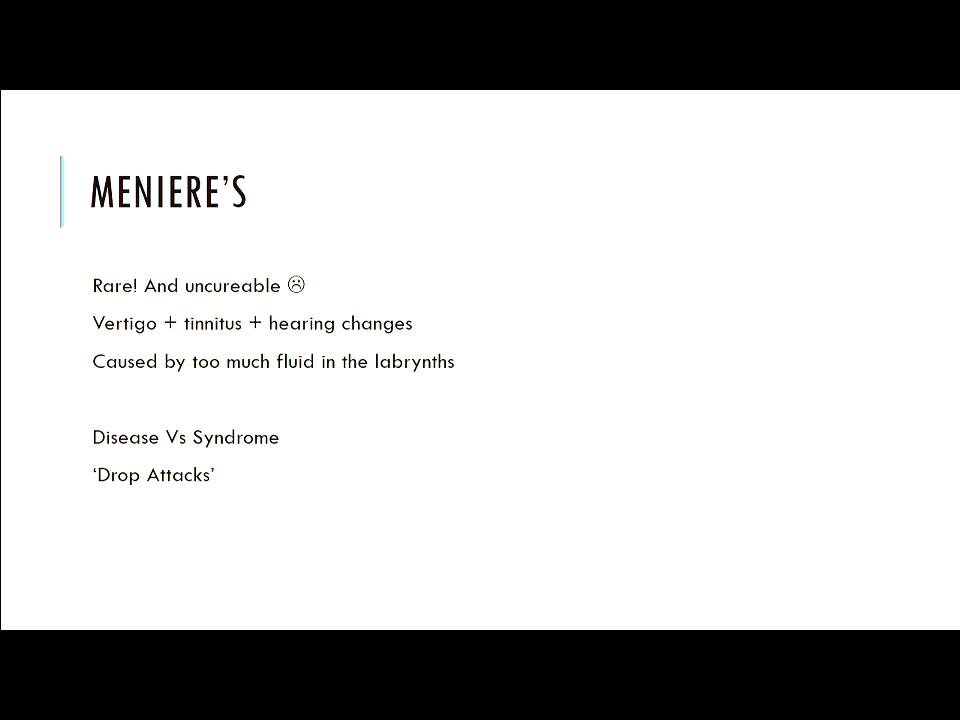 MENIERE’S
Rare! And uncureable ☹
Vertigo + tinnitus + hearing changes
Caused by too much fluid in the labrynths
Disease Vs Syndrome
‘Drop Attacks’